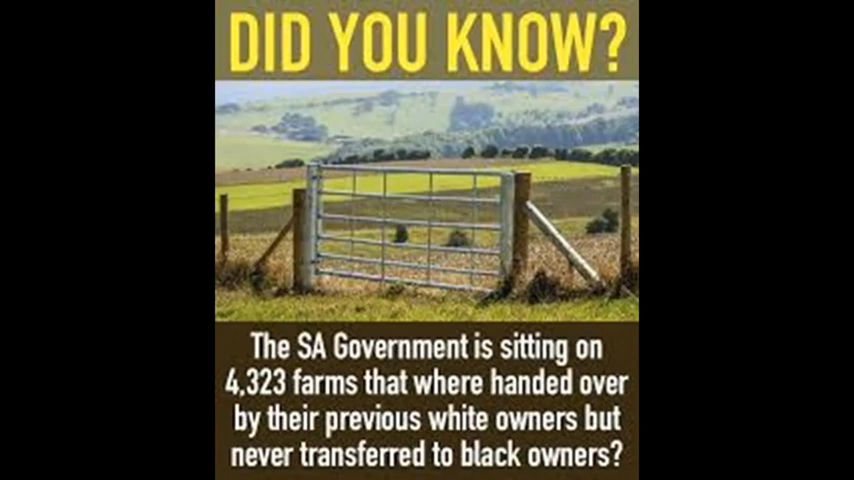 DID YOU KNOW?
The SA Government is sitting on
4,323 farms that where handed over
by their previous white owners but
never transferred to black owners?